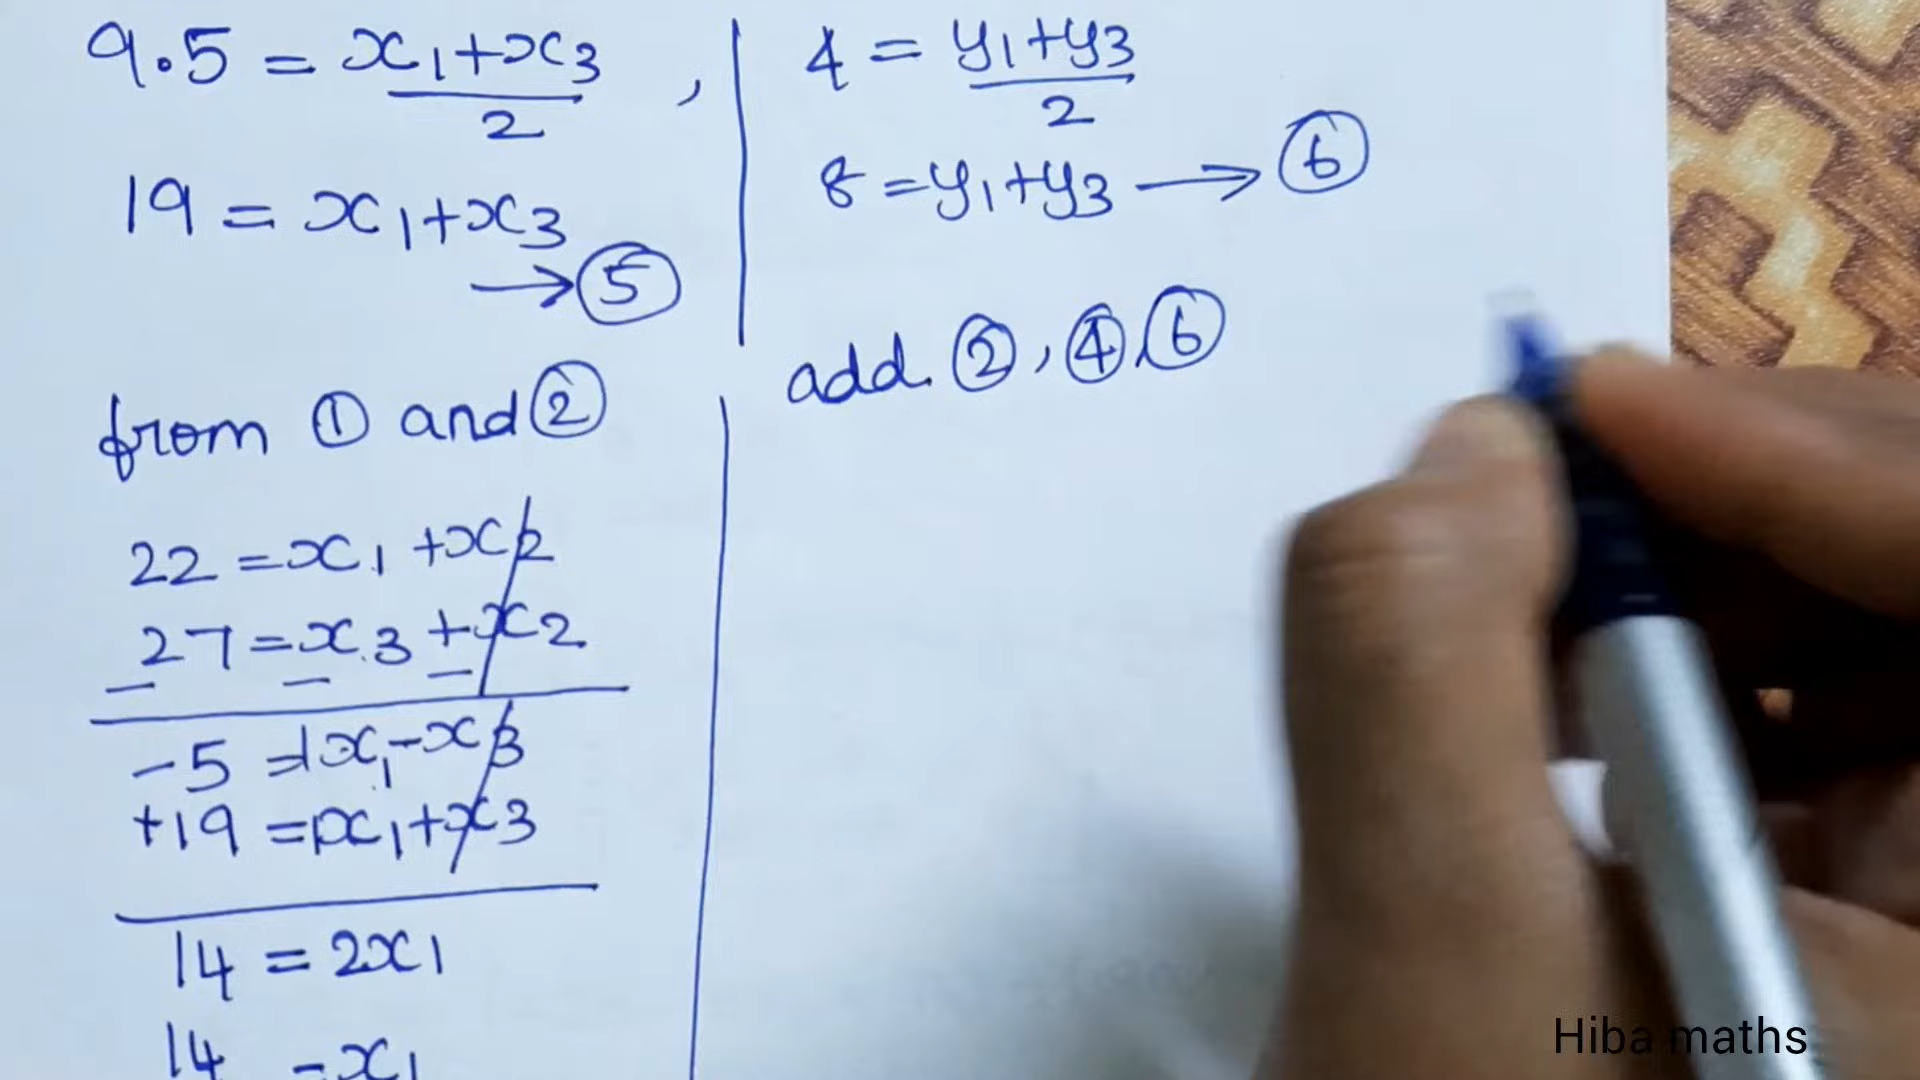 9.5 = x1+x3 / 2 ,
19 = x1+x3
→ ⑤
4 = y1+y3 / 2
8 = y1+y3 → ⑥
from ① and ②
22 = x1 + x2
27 = x3 + x2
− − −
-5 = 1x1 - x3
+19 = x1 + x3
14 = 2x1
14 = x1
add. ②, ④, ⑥
Hiba maths